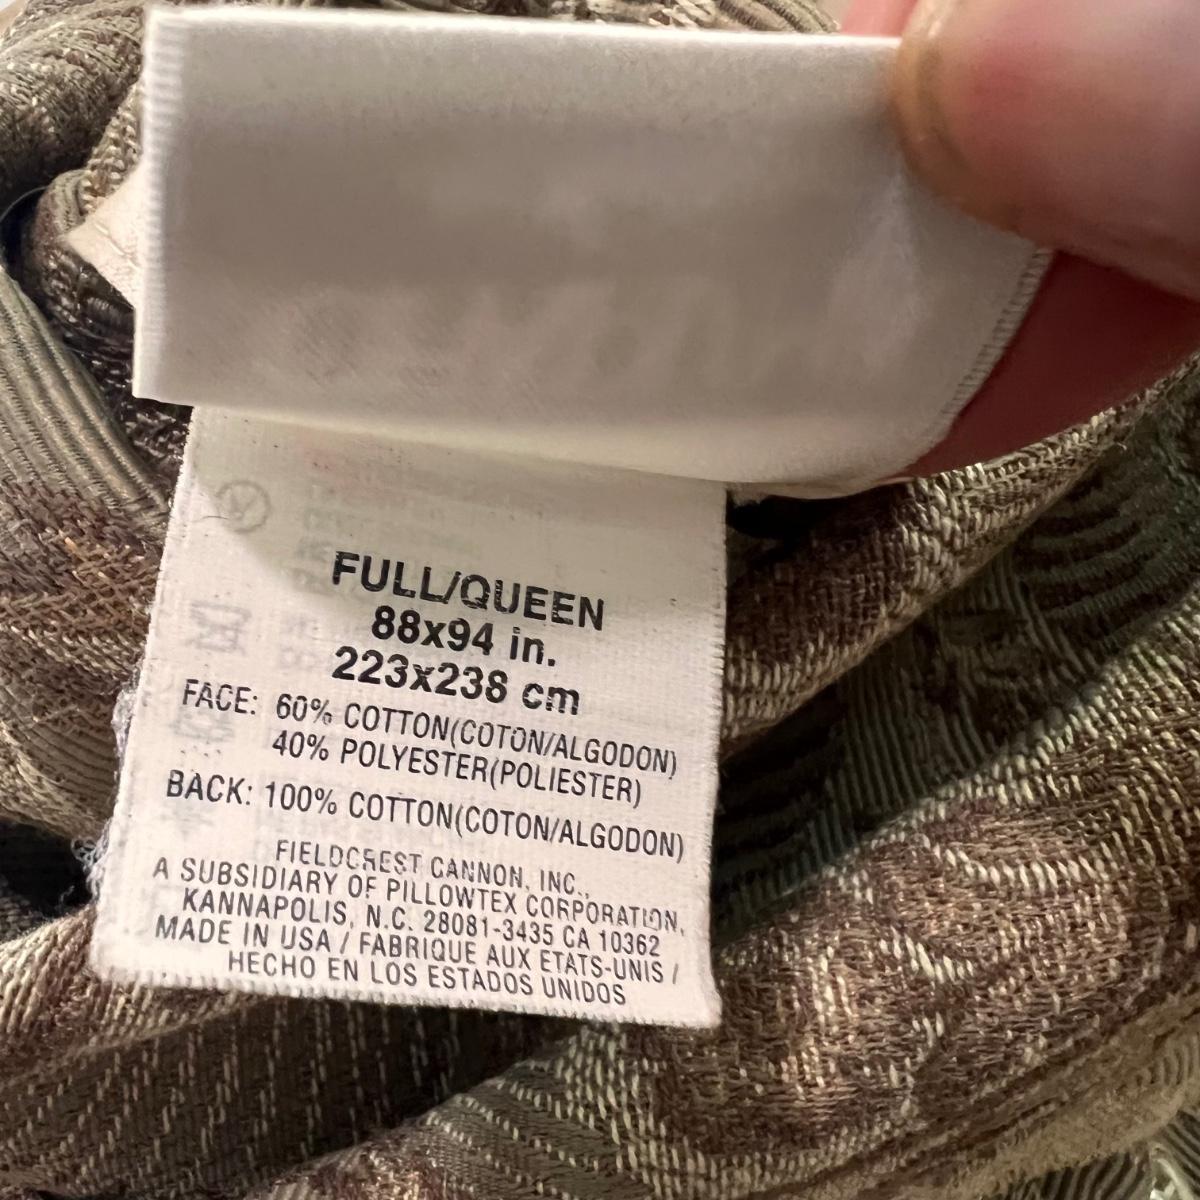 FULL/QUEEN
88x94 in.
223x238 cm
FACE: 60% COTTON(COTON/ALGODON)
40% POLYESTER(POLIESTER)
BACK: 100% COTTON(COTON/ALGODON)
FIELDCREST CANNON, INC.,
A SUBSIDIARY OF PILLOWTEX CORPORATION,
KANNAPOLIS, N.C. 28081-3435 CA 10362
MADE IN USA / FABRIQUE AUX ETATS-UNIS /
HECHO EN LOS ESTADOS UNIDOS